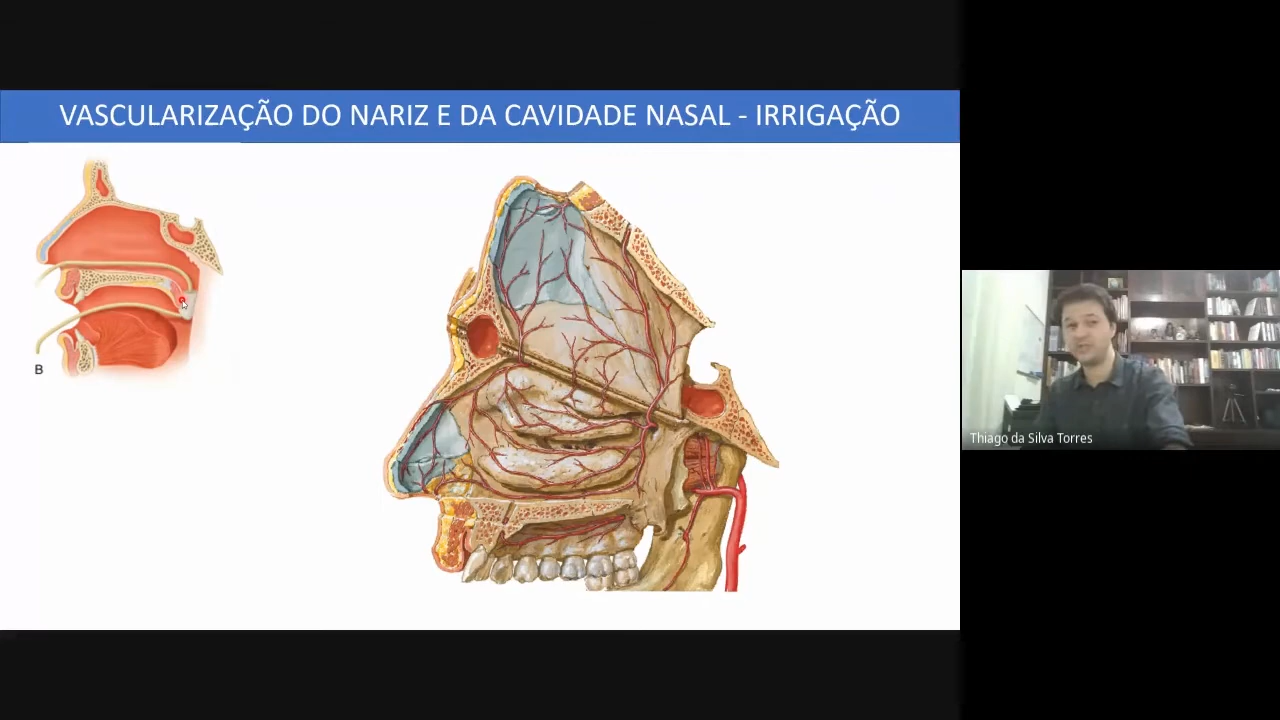 VASCULARIZAÇÃO DO NARIZ E DA CAVIDADE NASAL - IRRIGAÇÃO
B
Thiago da Silva Torres